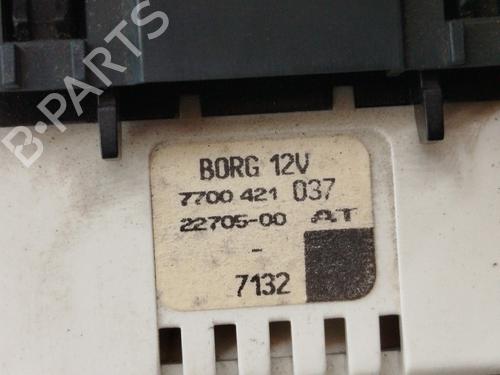 B-PARTS
BORG 12V
7700 421 037
22705-00 AT
-
7132